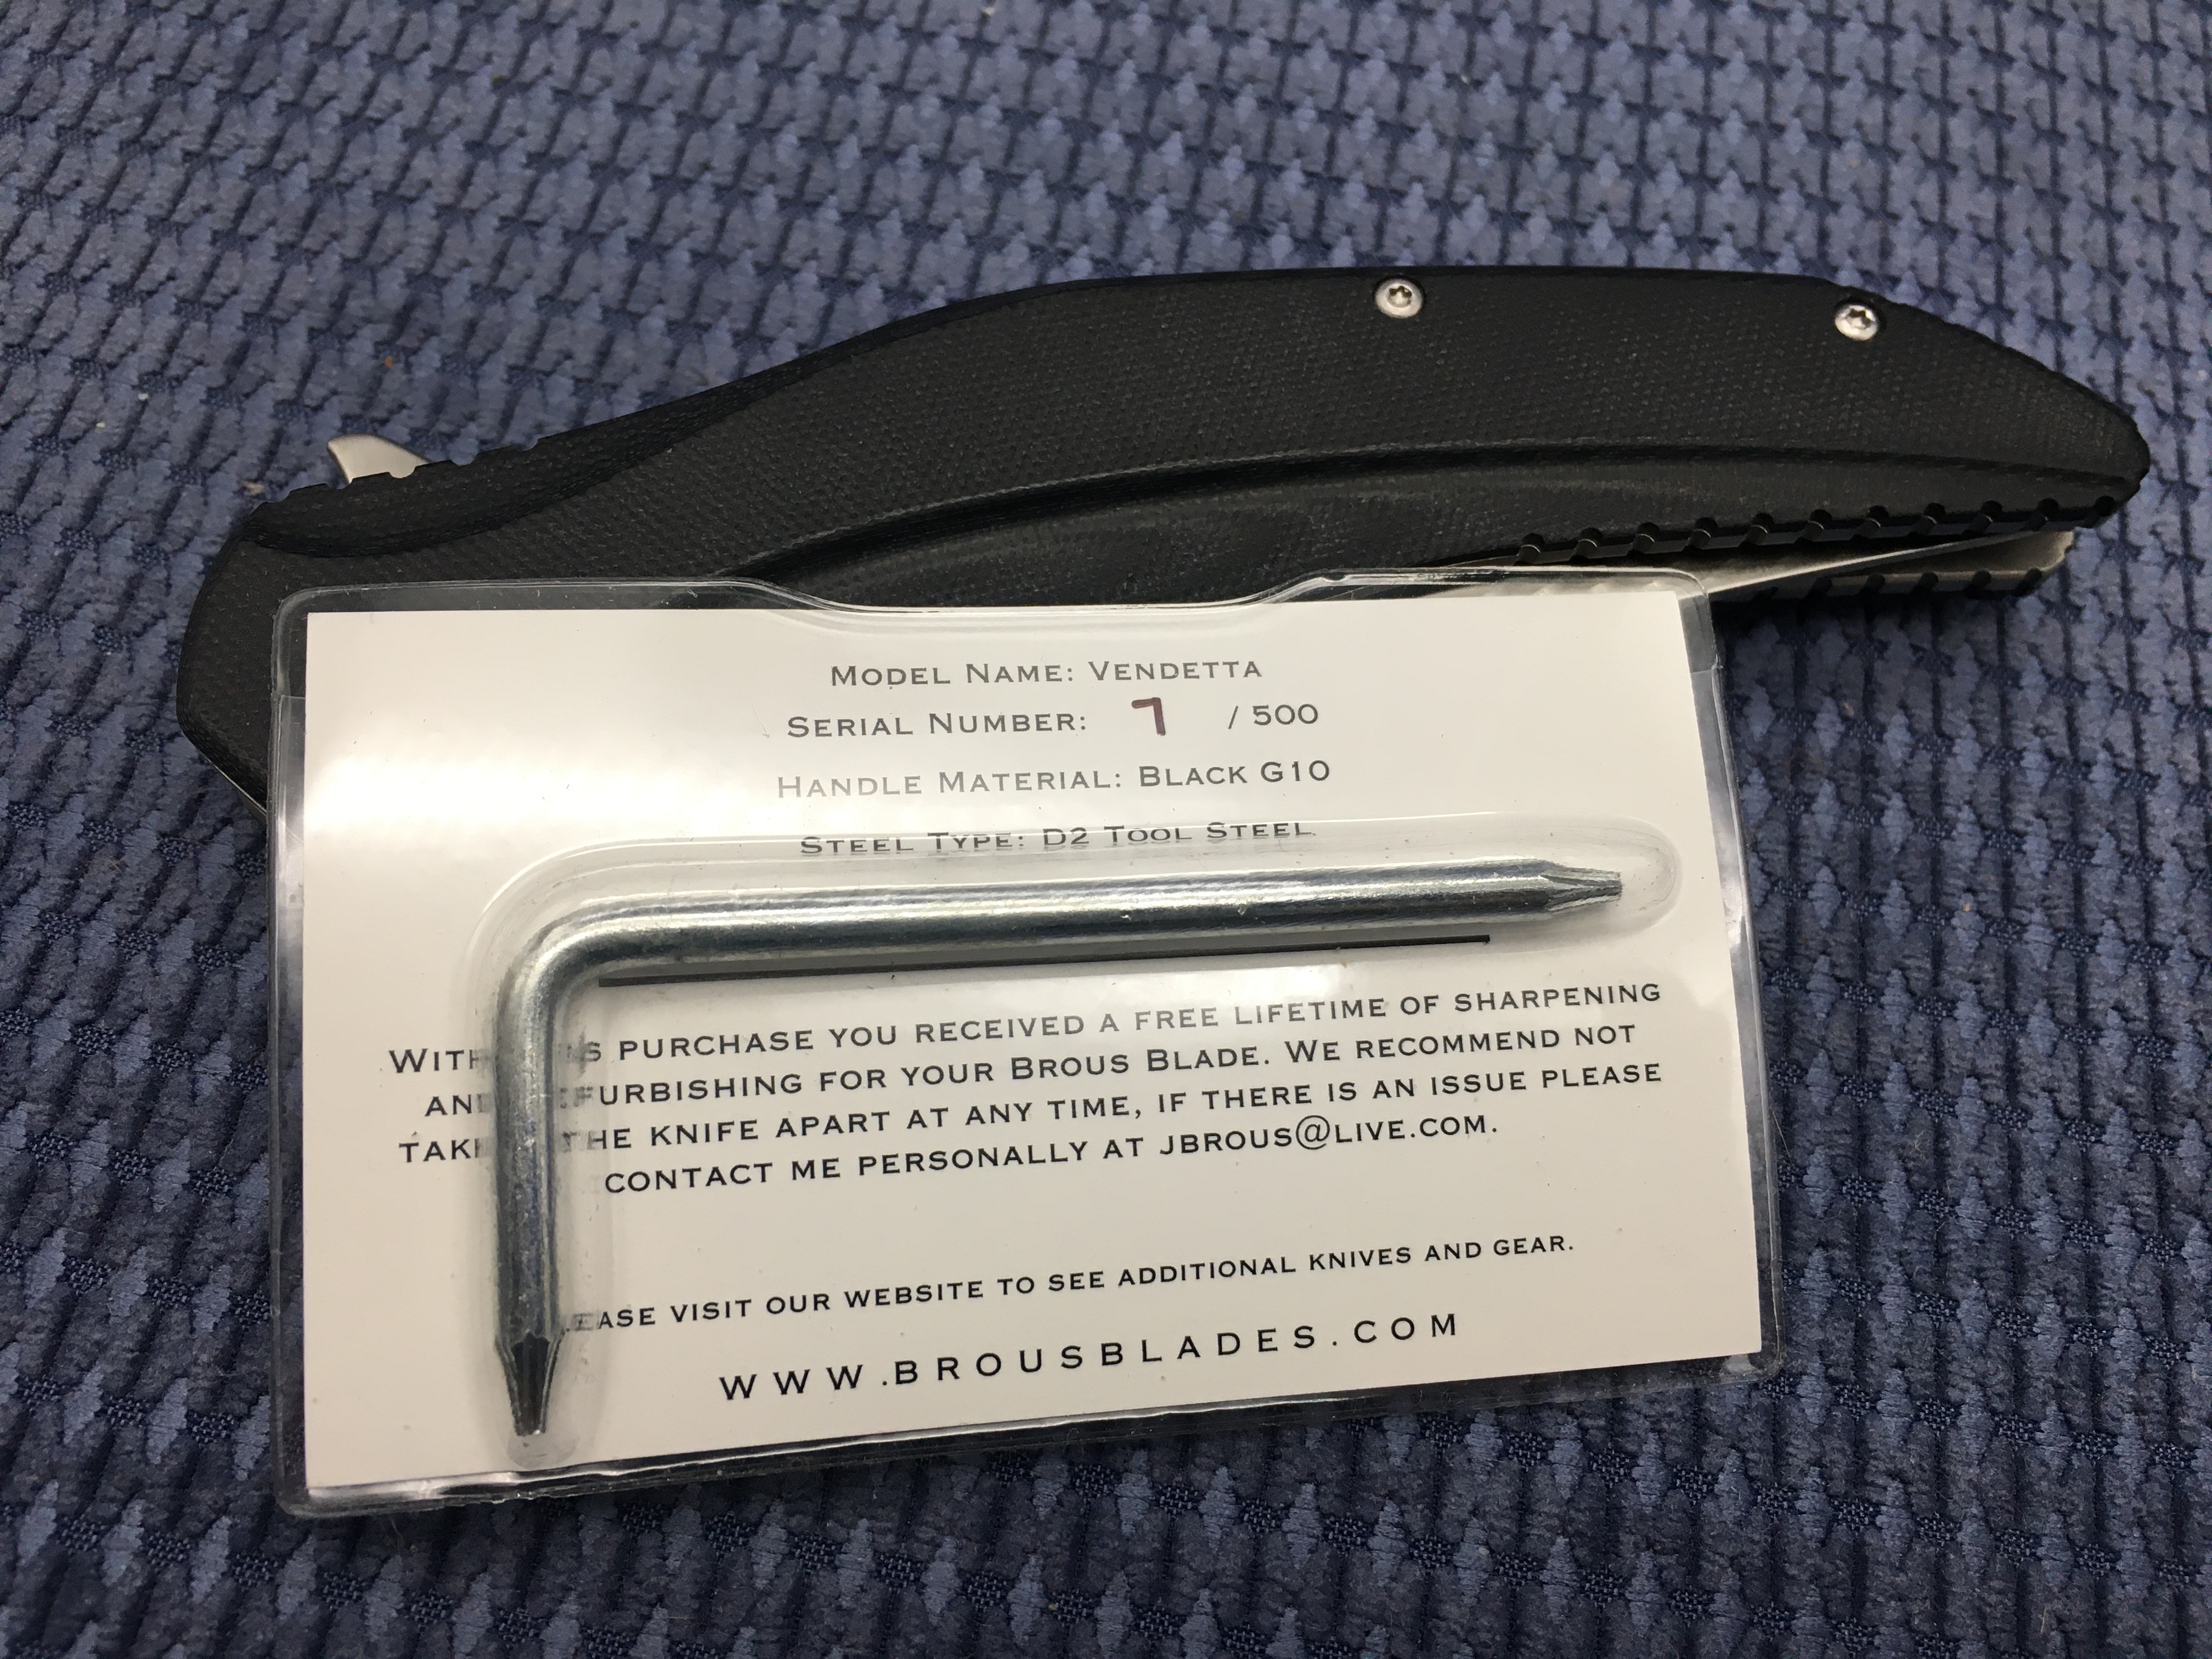 MODEL NAME: VENDETTA
SERIAL NUMBER: 7 / 500
HANDLE MATERIAL: BLACK G10
STEEL TYPE: D2 TOOL STEEL
PURCHASE YOU RECEIVED A FREE LIFETIME OF SHARPENING
FOR YOUR BROUS BLADE. WE RECOMMEND NOT
KNIFE APART AT ANY TIME, IF THERE IS AN ISSUE PLEASE
CONTACT ME PERSONALLY AT JBROUS@LIVE.COM.
VISIT OUR WEBSITE TO SEE ADDITIONAL KNIVES AND GEAR.
WWW.BROUSBLADES.COM